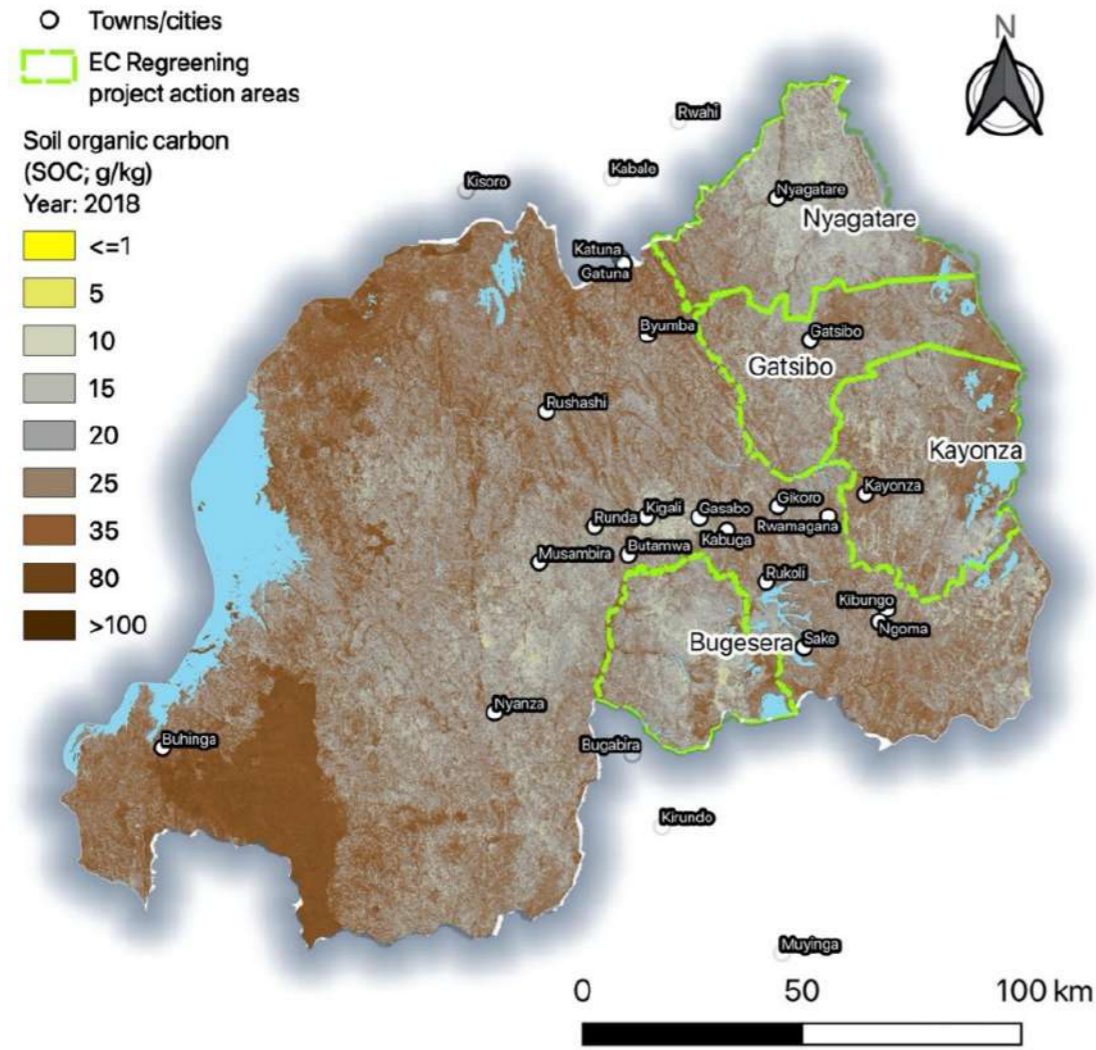 Towns/cities
EC Regreening
project action areas
Soil organic carbon
(SOC; g/kg)
Year: 2018
<=1
5
10
15
20
25
35
80
>100
N
Rwahi
Kabale
Kisoro
Nyagatare
Nyagatare
Katuna
Gatuna
Byumba
Gatsibo
Gatsibo
Rushashi
Kayonza
Kayonza
Gikoro
Kigali
Gasabo
Runda
Rwamagana
Kabuga
Butamwa
Musambira
Rukoli
Kibungo
Ngoma
Bugesera
Sake
Nyanza
Buhinga
Bugabira
Kirundo
Muyinga
0 50 100 km